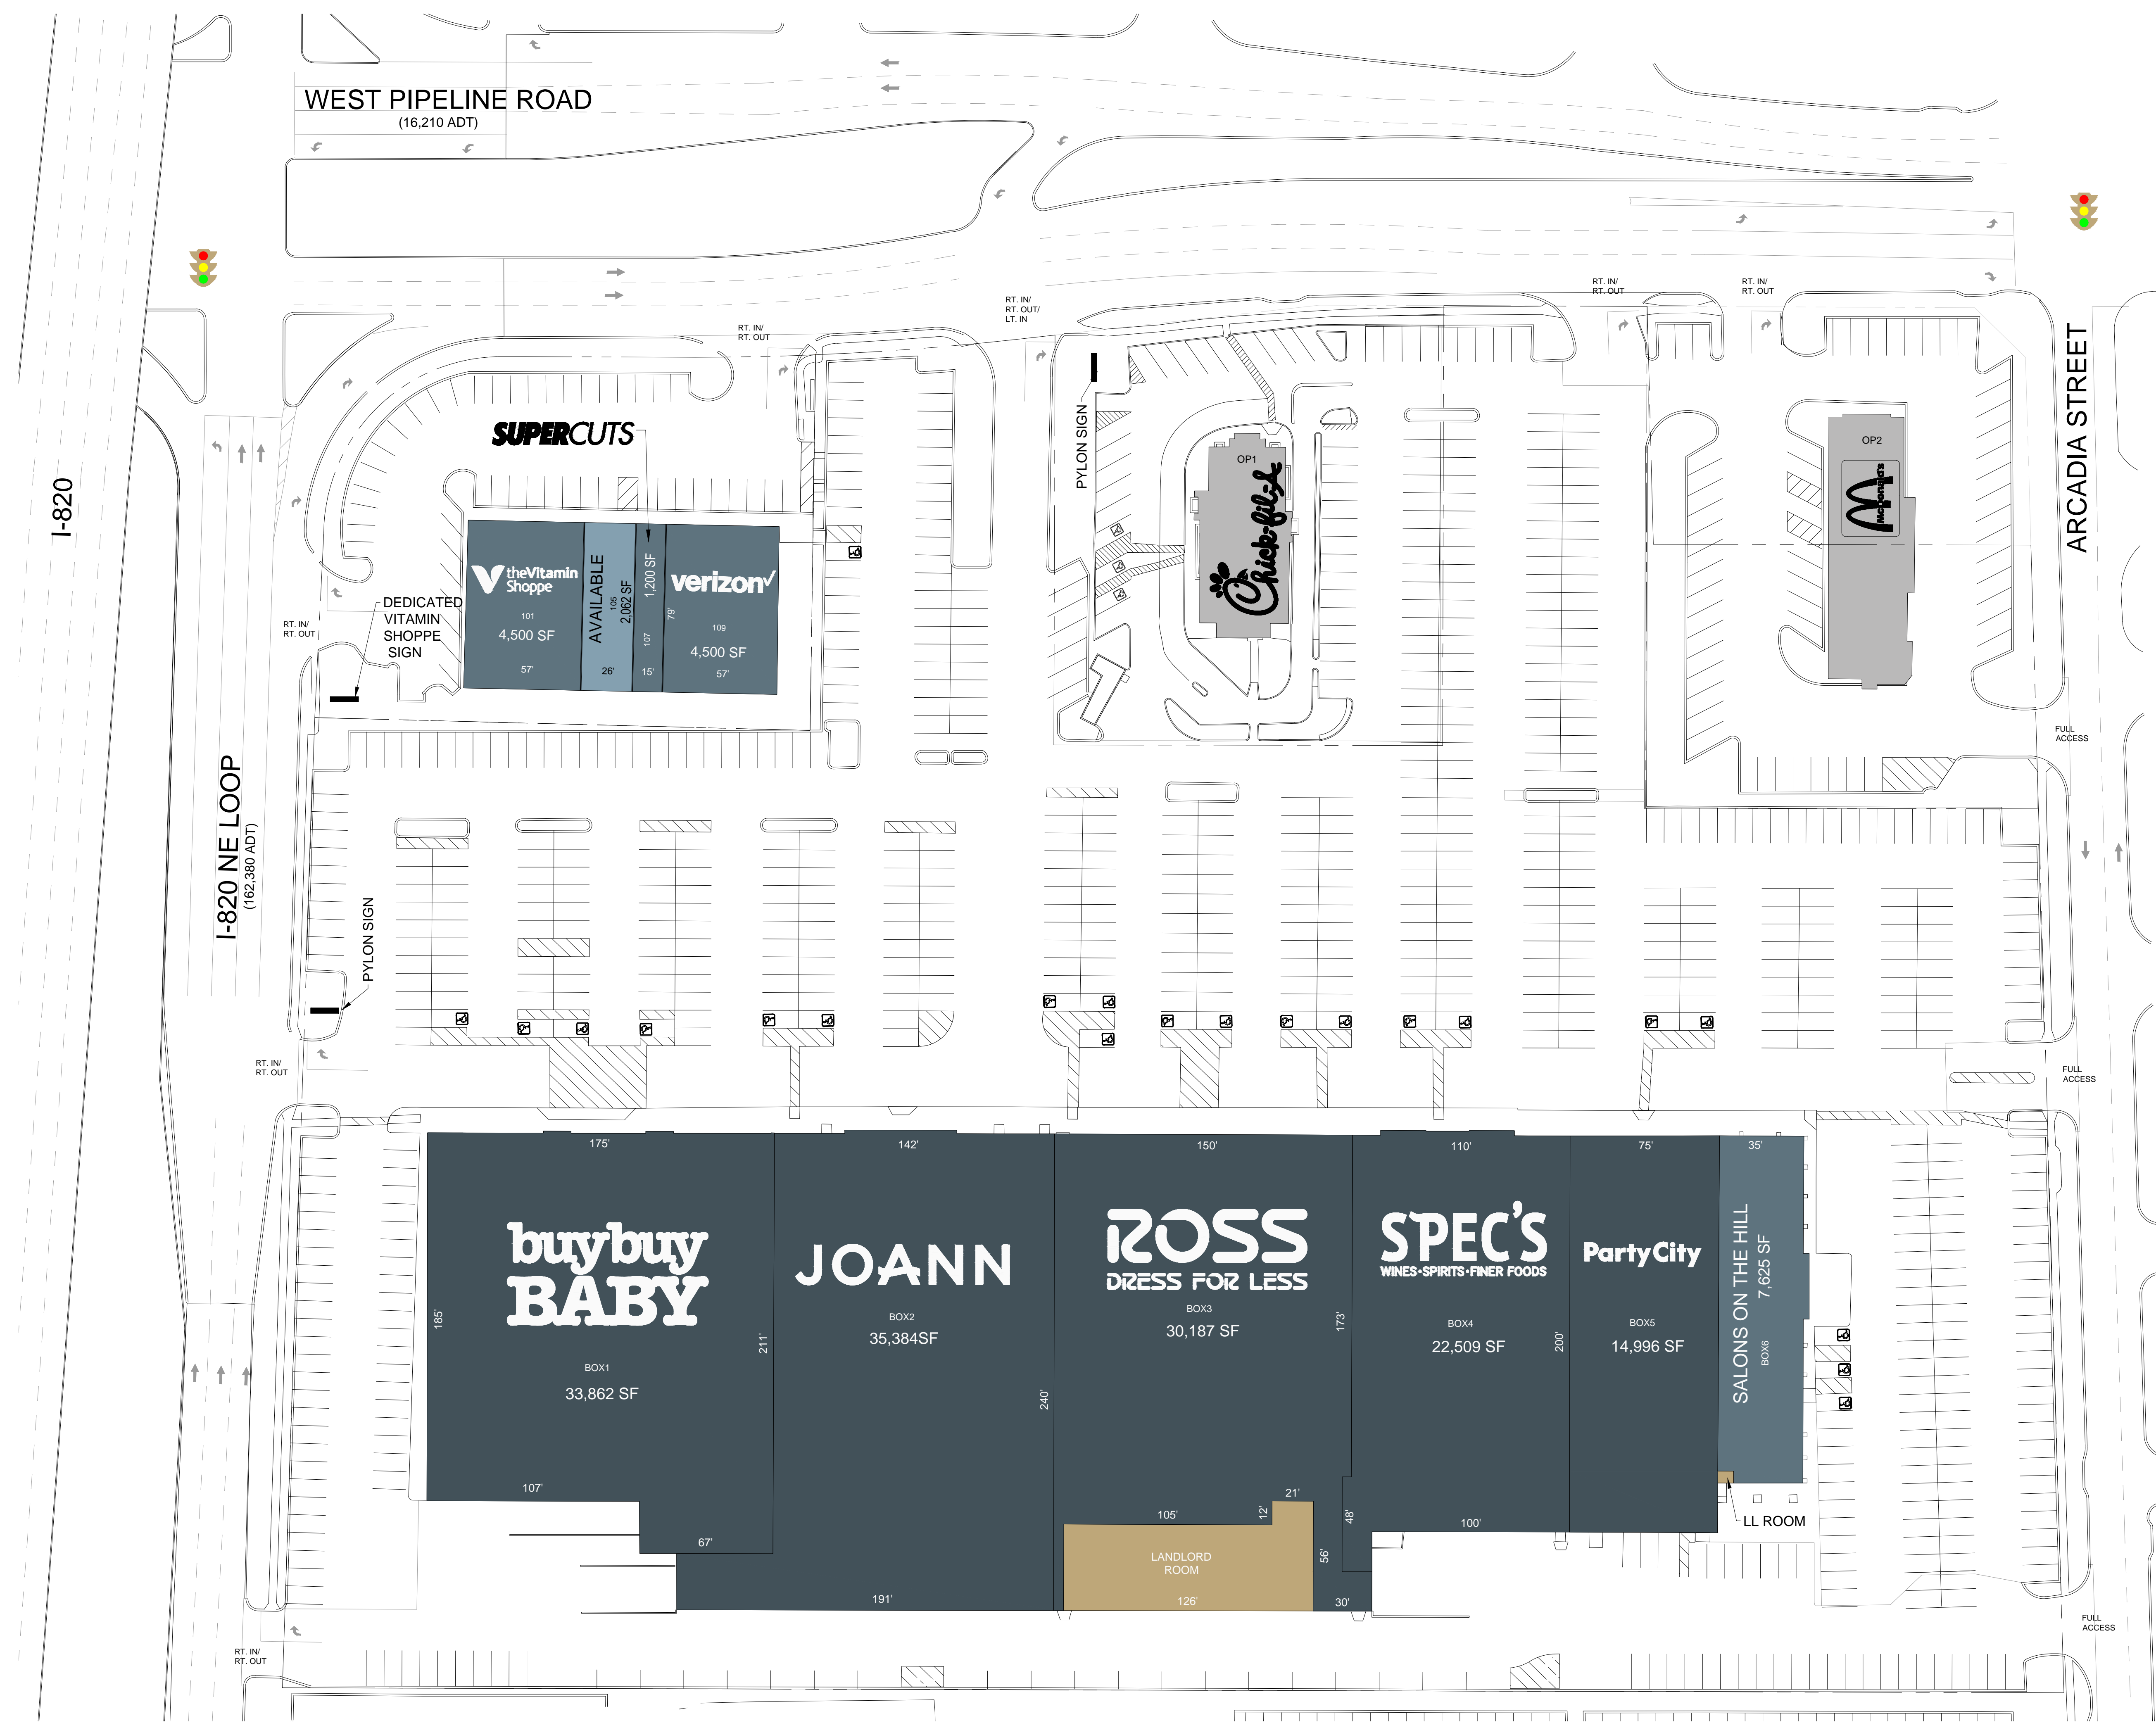 WEST PIPELINE ROAD
(16,210 ADT)
RT. IN/
RT. OUT
RT. IN/
RT. OUT
RT. IN/
RT. OUT/
LT. IN
RT. IN/
RT. OUT
ARCADIA STREET
I-820
SUPERCUTS
PYLON SIGN
OP1
Chick-fil-A
OP2
McDonald's
theVitamin
Shoppe
101
4,500 SF
57'
AVAILABLE
105
2,062 SF
26'
1,200 SF
107
15'
79'
verizon
109
4,500 SF
57'
DEDICATED
VITAMIN
SHOPPE
SIGN
RT. IN/
RT. OUT
FULL
ACCESS
I-820 NE LOOP
(162,380 ADT)
PYLON SIGN
RT. IN/
RT. OUT
FULL
ACCESS
175'
142'
150'
110'
75'
35'
buybuy
BABY
BOX1
33,862 SF
185'
211'
107'
67'
JOANN
BOX2
35,384SF
240'
191'
ROSS
DRESS FOR LESS
BOX3
30,187 SF
173'
105'
12'
21'
48'
56'
LANDLORD
ROOM
126'
30'
SPEC'S
WINES•SPIRITS•FINER FOODS
BOX4
22,509 SF
200'
100'
PartyCity
BOX5
14,996 SF
SALONS ON THE HILL
7,625 SF
BOX6
LL ROOM
FULL
ACCESS
RT. IN/
RT. OUT